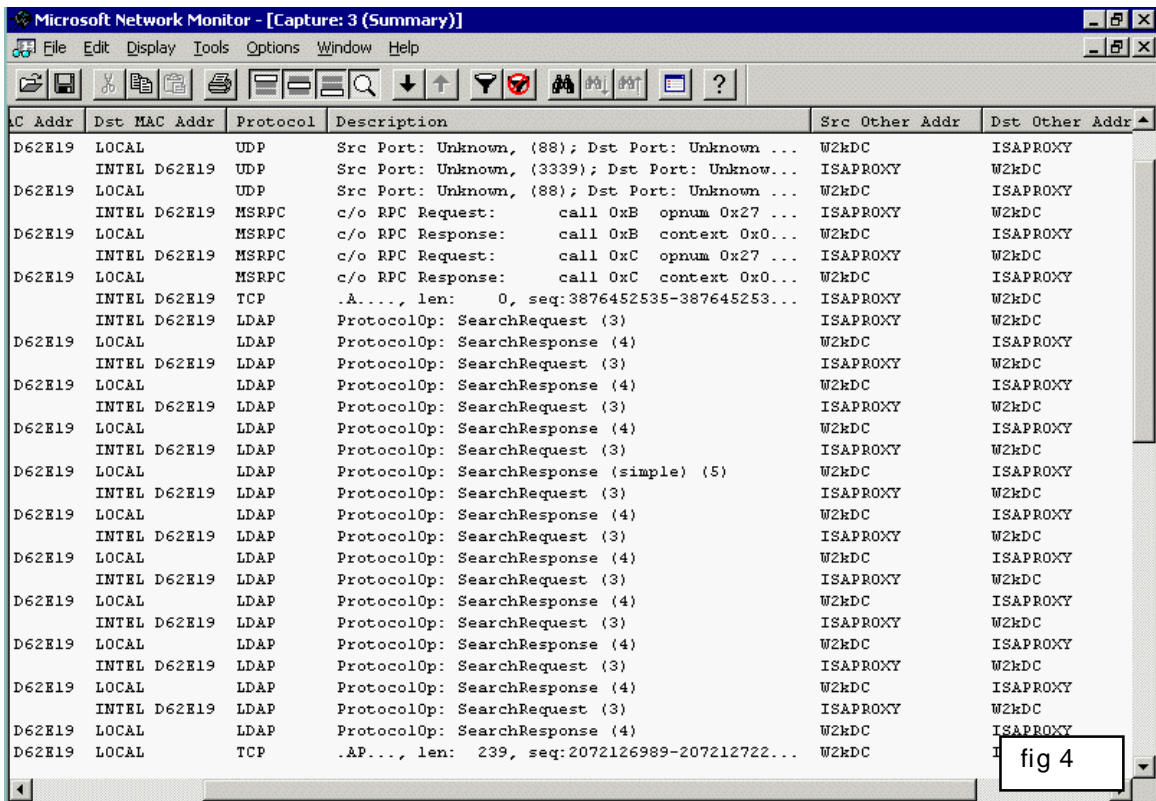 Microsoft Network Monitor - [Capture: 3 (Summary)]
File Edit Display Tools Options Window Help
AC Addr Dst MAC Addr Protocol Description Src Other Addr Dst Other Addr
D62E19 LOCAL UDP Src Port: Unknown, (88); Dst Port: Unknown ... W2kDC ISAPROXY
INTEL D62E19 UDP Src Port: Unknown, (3339); Dst Port: Unknow... ISAPROXY W2kDC
D62E19 LOCAL UDP Src Port: Unknown, (88); Dst Port: Unknown ... W2kDC ISAPROXY
INTEL D62E19 MSRPC c/o RPC Request: call 0xB opnum 0x27 ... ISAPROXY W2kDC
D62E19 LOCAL MSRPC c/o RPC Response: call 0xB context 0x0... W2kDC ISAPROXY
INTEL D62E19 MSRPC c/o RPC Request: call 0xC opnum 0x27 ... ISAPROXY W2kDC
D62E19 LOCAL MSRPC c/o RPC Response: call 0xC context 0x0... W2kDC ISAPROXY
INTEL D62E19 TCP .A...., len: 0, seq:3876452535-387645253... ISAPROXY W2kDC
INTEL D62E19 LDAP ProtocolOp: SearchRequest (3) ISAPROXY W2kDC
D62E19 LOCAL LDAP ProtocolOp: SearchResponse (4) W2kDC ISAPROXY
INTEL D62E19 LDAP ProtocolOp: SearchRequest (3) ISAPROXY W2kDC
D62E19 LOCAL LDAP ProtocolOp: SearchResponse (4) W2kDC ISAPROXY
INTEL D62E19 LDAP ProtocolOp: SearchRequest (3) ISAPROXY W2kDC
D62E19 LOCAL LDAP ProtocolOp: SearchResponse (4) W2kDC ISAPROXY
INTEL D62E19 LDAP ProtocolOp: SearchRequest (3) ISAPROXY W2kDC
D62E19 LOCAL LDAP ProtocolOp: SearchResponse (simple) (5) W2kDC ISAPROXY
INTEL D62E19 LDAP ProtocolOp: SearchRequest (3) ISAPROXY W2kDC
D62E19 LOCAL LDAP ProtocolOp: SearchResponse (4) W2kDC ISAPROXY
INTEL D62E19 LDAP ProtocolOp: SearchRequest (3) ISAPROXY W2kDC
D62E19 LOCAL LDAP ProtocolOp: SearchResponse (4) W2kDC ISAPROXY
INTEL D62E19 LDAP ProtocolOp: SearchRequest (3) ISAPROXY W2kDC
D62E19 LOCAL LDAP ProtocolOp: SearchResponse (4) W2kDC ISAPROXY
INTEL D62E19 LDAP ProtocolOp: SearchRequest (3) ISAPROXY W2kDC
D62E19 LOCAL LDAP ProtocolOp: SearchResponse (4) W2kDC ISAPROXY
INTEL D62E19 LDAP ProtocolOp: SearchRequest (3) ISAPROXY W2kDC
D62E19 LOCAL LDAP ProtocolOp: SearchResponse (4) W2kDC ISAPROXY
INTEL D62E19 LDAP ProtocolOp: SearchRequest (3) ISAPROXY W2kDC
D62E19 LOCAL LDAP ProtocolOp: SearchResponse (4) W2kDC ISAPROXY
D62E19 LOCAL TCP .AP..., len: 239, seq:2072126989-207212722... W2kDC
fig 4